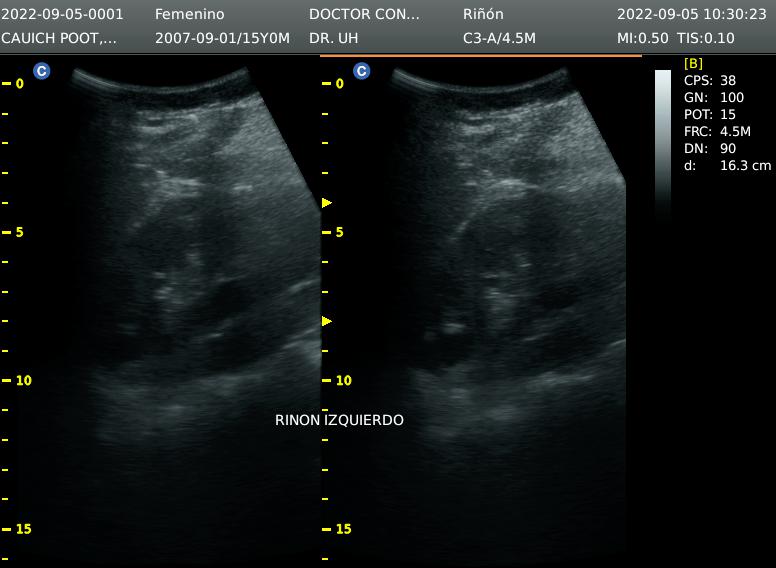 2022-09-05-0001 Femenino DOCTOR CON... Riñón 2022-09-05 10:30:23
CAUICH POOT,... 2007-09-01/15Y0M DR. UH C3-A/4.5M MI:0.50 TIS:0.10
[B]
CPS: 38
GN: 100
POT: 15
FRC: 4.5M
DN: 90
d: 16.3 cm
C C
0 0
5 5
10 10
RINON IZQUIERDO
15 15